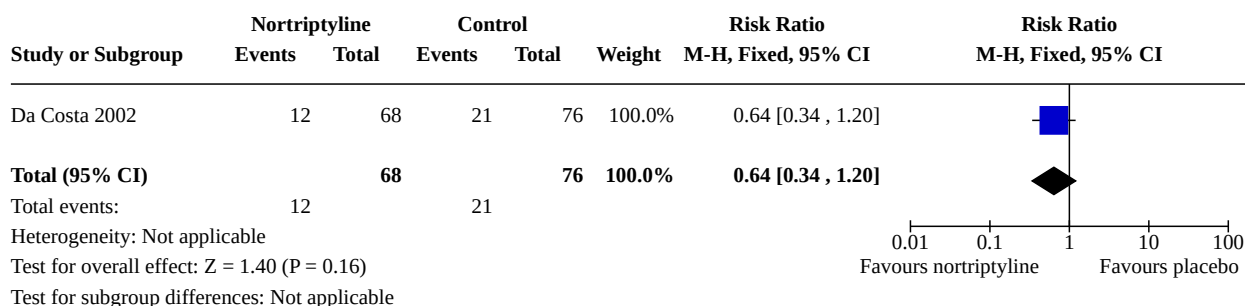 Nortriptyline Control Risk Ratio Risk Ratio
Study or Subgroup Events Total Events Total Weight M-H, Fixed, 95% CI M-H, Fixed, 95% CI
Da Costa 2002 12 68 21 76 100.0% 0.64 [0.34 , 1.20]
Total (95% CI) 68 76 100.0% 0.64 [0.34 , 1.20]
Total events: 12 21
Heterogeneity: Not applicable 0.01 0.1 1 10 100
Test for overall effect: Z = 1.40 (P = 0.16) Favours nortriptyline Favours placebo
Test for subgroup differences: Not applicable